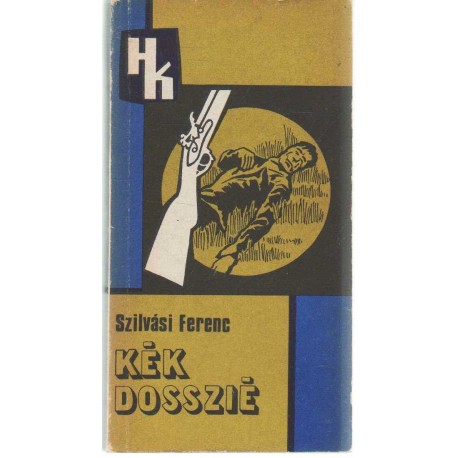 HK
Szilvási Ferenc
KÉK
DOSSZIÉ